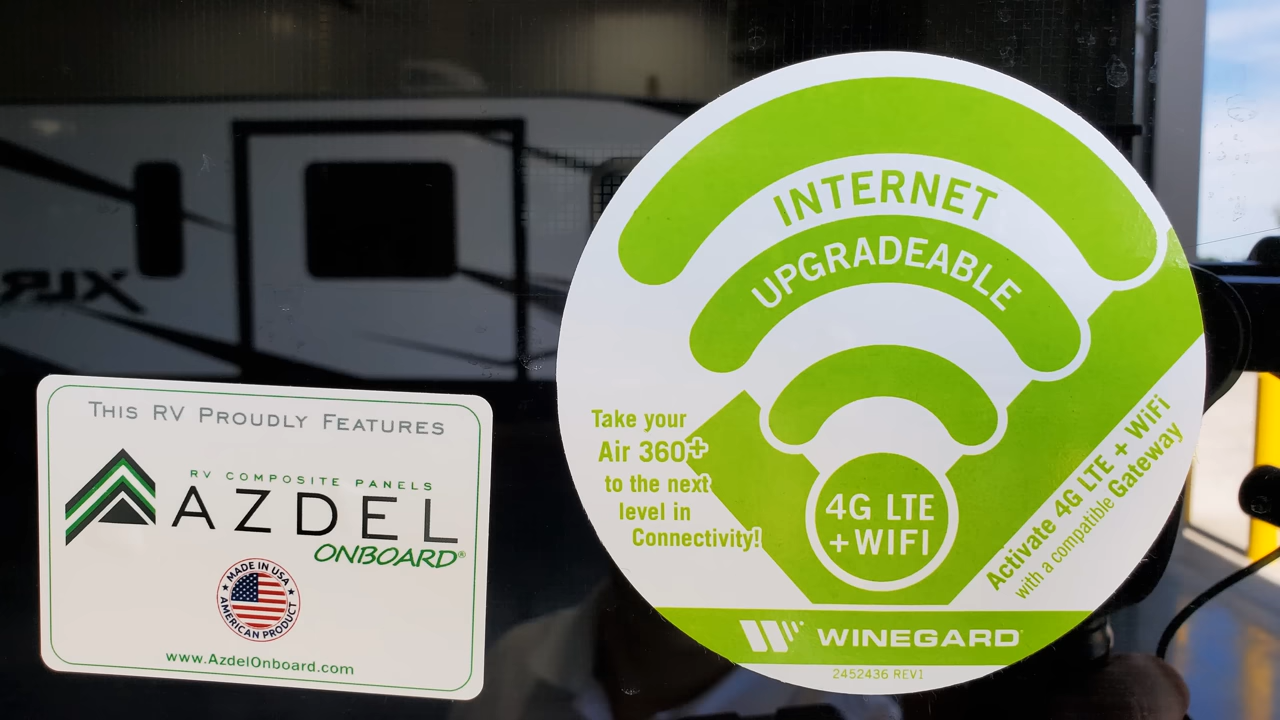 XLR
THIS RV PROUDLY FEATURES
RV COMPOSITE PANELS
AZDEL
ONBOARD®
MADE IN USA
AMERICAN PRODUCT
www.AzdelOnboard.com
INTERNET
UPGRADEABLE
4G LTE
+WIFI
Take your
Air 360+
to the next
level in
Connectivity!
Activate 4G LTE + WiFi
with a compatible Gateway
WINEGARD
2452436 REV1